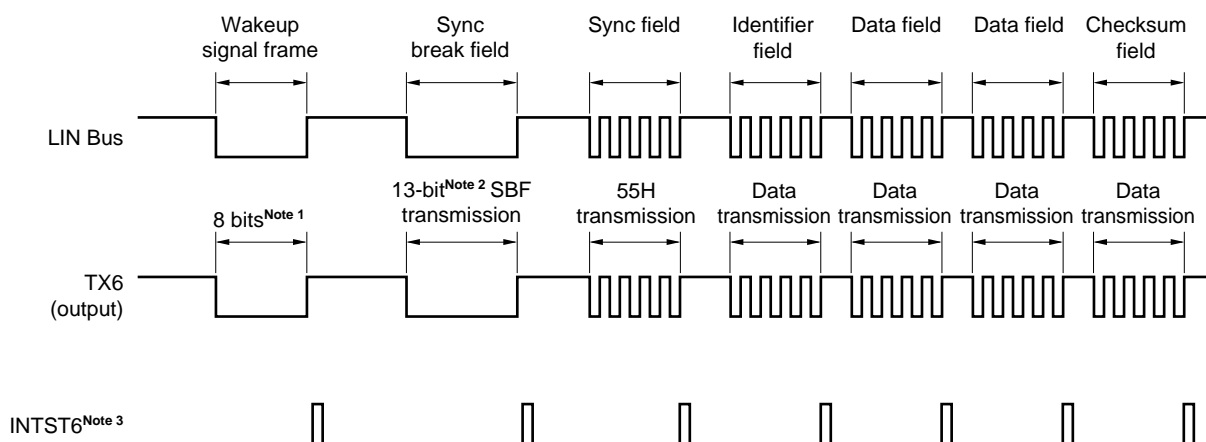 Wakeup
signal frame
Sync
break field
Sync field
Identifier
field
Data field
Data field
Checksum
field
LIN Bus
8 bitsNote 1
13-bitNote 2 SBF
transmission
55H
transmission
Data
transmission
Data
transmission
Data
transmission
Data
transmission
TX6
(output)
INTST6Note 3